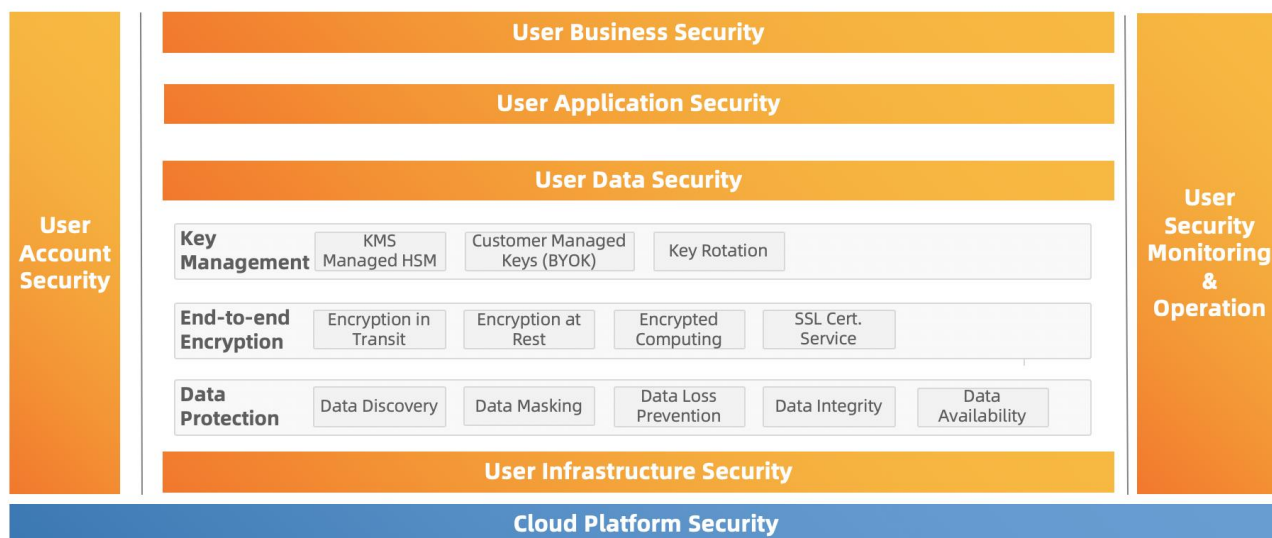 User Business Security
User Application Security
User Data Security
User
Account
Security
Key
Management
KMS
Managed HSM
Customer Managed
Keys (BYOK)
Key Rotation
End-to-end
Encryption
Encryption in
Transit
Encryption at
Rest
Encrypted
Computing
SSL Cert.
Service
Data
Protection
Data Discovery
Data Masking
Data Loss
Prevention
Data Integrity
Data
Availability
User
Security
Monitoring
&
Operation
User Infrastructure Security
Cloud Platform Security